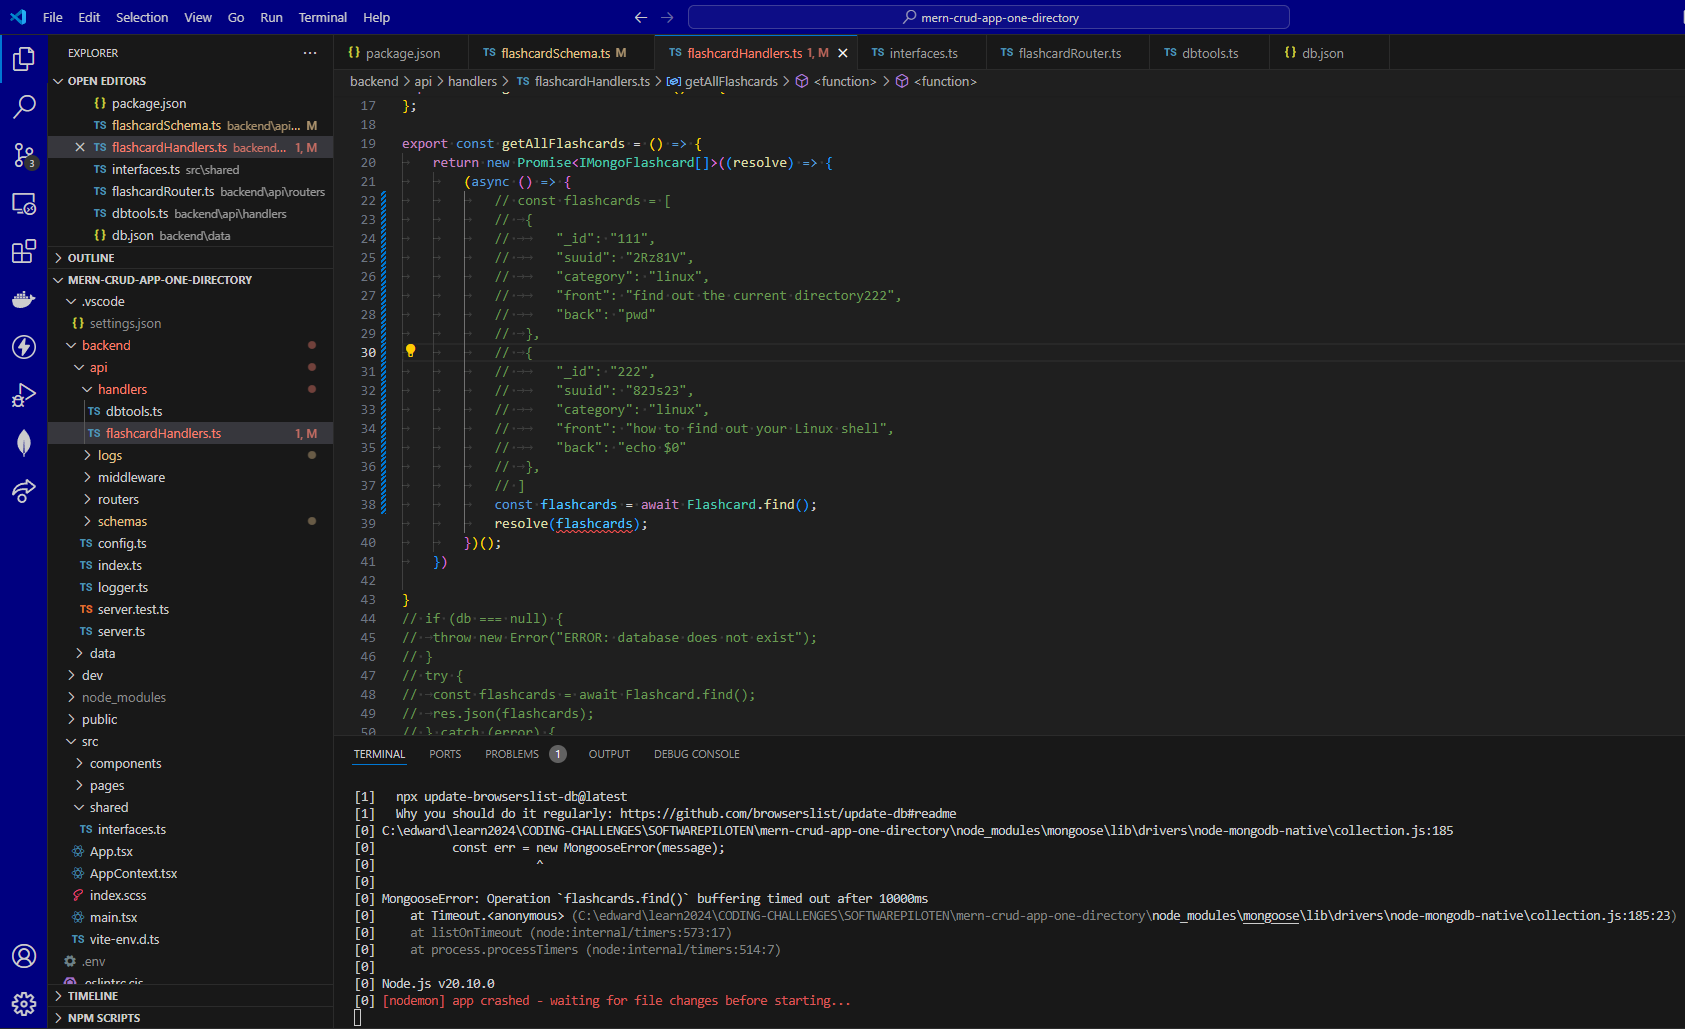 File Edit Selection View Go Run Terminal Help
mern-crud-app-one-directory
EXPLORER
OPEN EDITORS
package.json
flashcardSchema.ts backend\api... M
flashcardHandlers.ts backend... 1, M
interfaces.ts src\shared
flashcardRouter.ts backend\api\routers
dbtools.ts backend\api\handlers
db.json backend\data
OUTLINE
MERN-CRUD-APP-ONE-DIRECTORY
.vscode
settings.json
backend
api
handlers
TS dbtools.ts
TS flashcardHandlers.ts 1, M
logs
middleware
routers
schemas
TS config.ts
TS index.ts
TS logger.ts
TS server.test.ts
TS server.ts
data
dev
node_modules
public
src
components
pages
shared
TS interfaces.ts
App.tsx
AppContext.tsx
index.scss
main.tsx
TS vite-env.d.ts
.env
TIMELINE
NPM SCRIPTS
{} package.json TS flashcardSchema.ts M TS flashcardHandlers.ts 1, M TS interfaces.ts TS flashcardRouter.ts TS dbtools.ts {} db.json
backend > api > handlers > TS flashcardHandlers.ts > getAllFlashcards > <function> > <function>
17 };
18
19 export const getAllFlashcards = () => {
20 return new Promise<IMongoFlashcard[]>((resolve) => {
21 (async () => {
22 // const flashcards = [
23 // {
24 // "_id": "111",
25 // "suuid": "2Rz81V",
26 // "category": "linux",
27 // "front": "find out the current directory222",
28 // "back": "pwd"
29 // },
30 // {
31 // "_id": "222",
32 // "suuid": "82Js23",
33 // "category": "linux",
34 // "front": "how to find out your Linux shell",
35 // "back": "echo $0"
36 // },
37 // ]
38 const flashcards = await Flashcard.find();
39 resolve(flashcards);
40 })();
41 })
42
43 }
44 // if (db === null) {
45 // throw new Error("ERROR: database does not exist");
46 // }
47 // try {
48 // const flashcards = await Flashcard.find();
49 // res.json(flashcards);
50 // } catch (error) {
TERMINAL PORTS PROBLEMS 1 OUTPUT DEBUG CONSOLE
[1] npx update-browserslist-db@latest
[1] Why you should do it regularly: https://github.com/browserslist/update-db#readme
[0] C:\edward\learn2024\CODING-CHALLENGES\SOFTWAREPILOTEN\mern-crud-app-one-directory\node_modules\mongoose\lib\drivers\node-mongodb-native\collection.js:185
[0] const err = new MongooseError(message);
[0] ^
[0]
[0] MongooseError: Operation `flashcards.find()` buffering timed out after 10000ms
[0] at Timeout.<anonymous> (C:\edward\learn2024\CODING-CHALLENGES\SOFTWAREPILOTEN\mern-crud-app-one-directory\node_modules\mongoose\lib\drivers\node-mongodb-native\collection.js:185:23)
[0] at listOnTimeout (node:internal/timers:573:17)
[0] at process.processTimers (node:internal/timers:514:7)
[0]
[0] Node.js v20.10.0
[0] [nodemon] app crashed - waiting for file changes before starting...